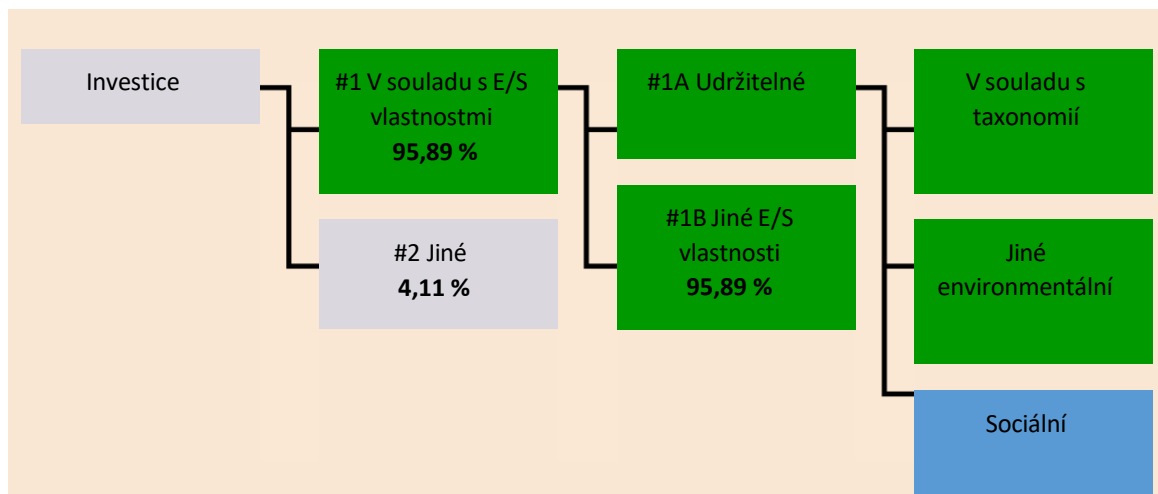 Investice
#1 V souladu s E/S
vlastnostmi
95,89 %
#2 Jiné
4,11 %
#1A Udržitelné
#1B Jiné E/S
vlastnosti
95,89 %
V souladu s
taxonomií
Jiné
environmentální
Sociální